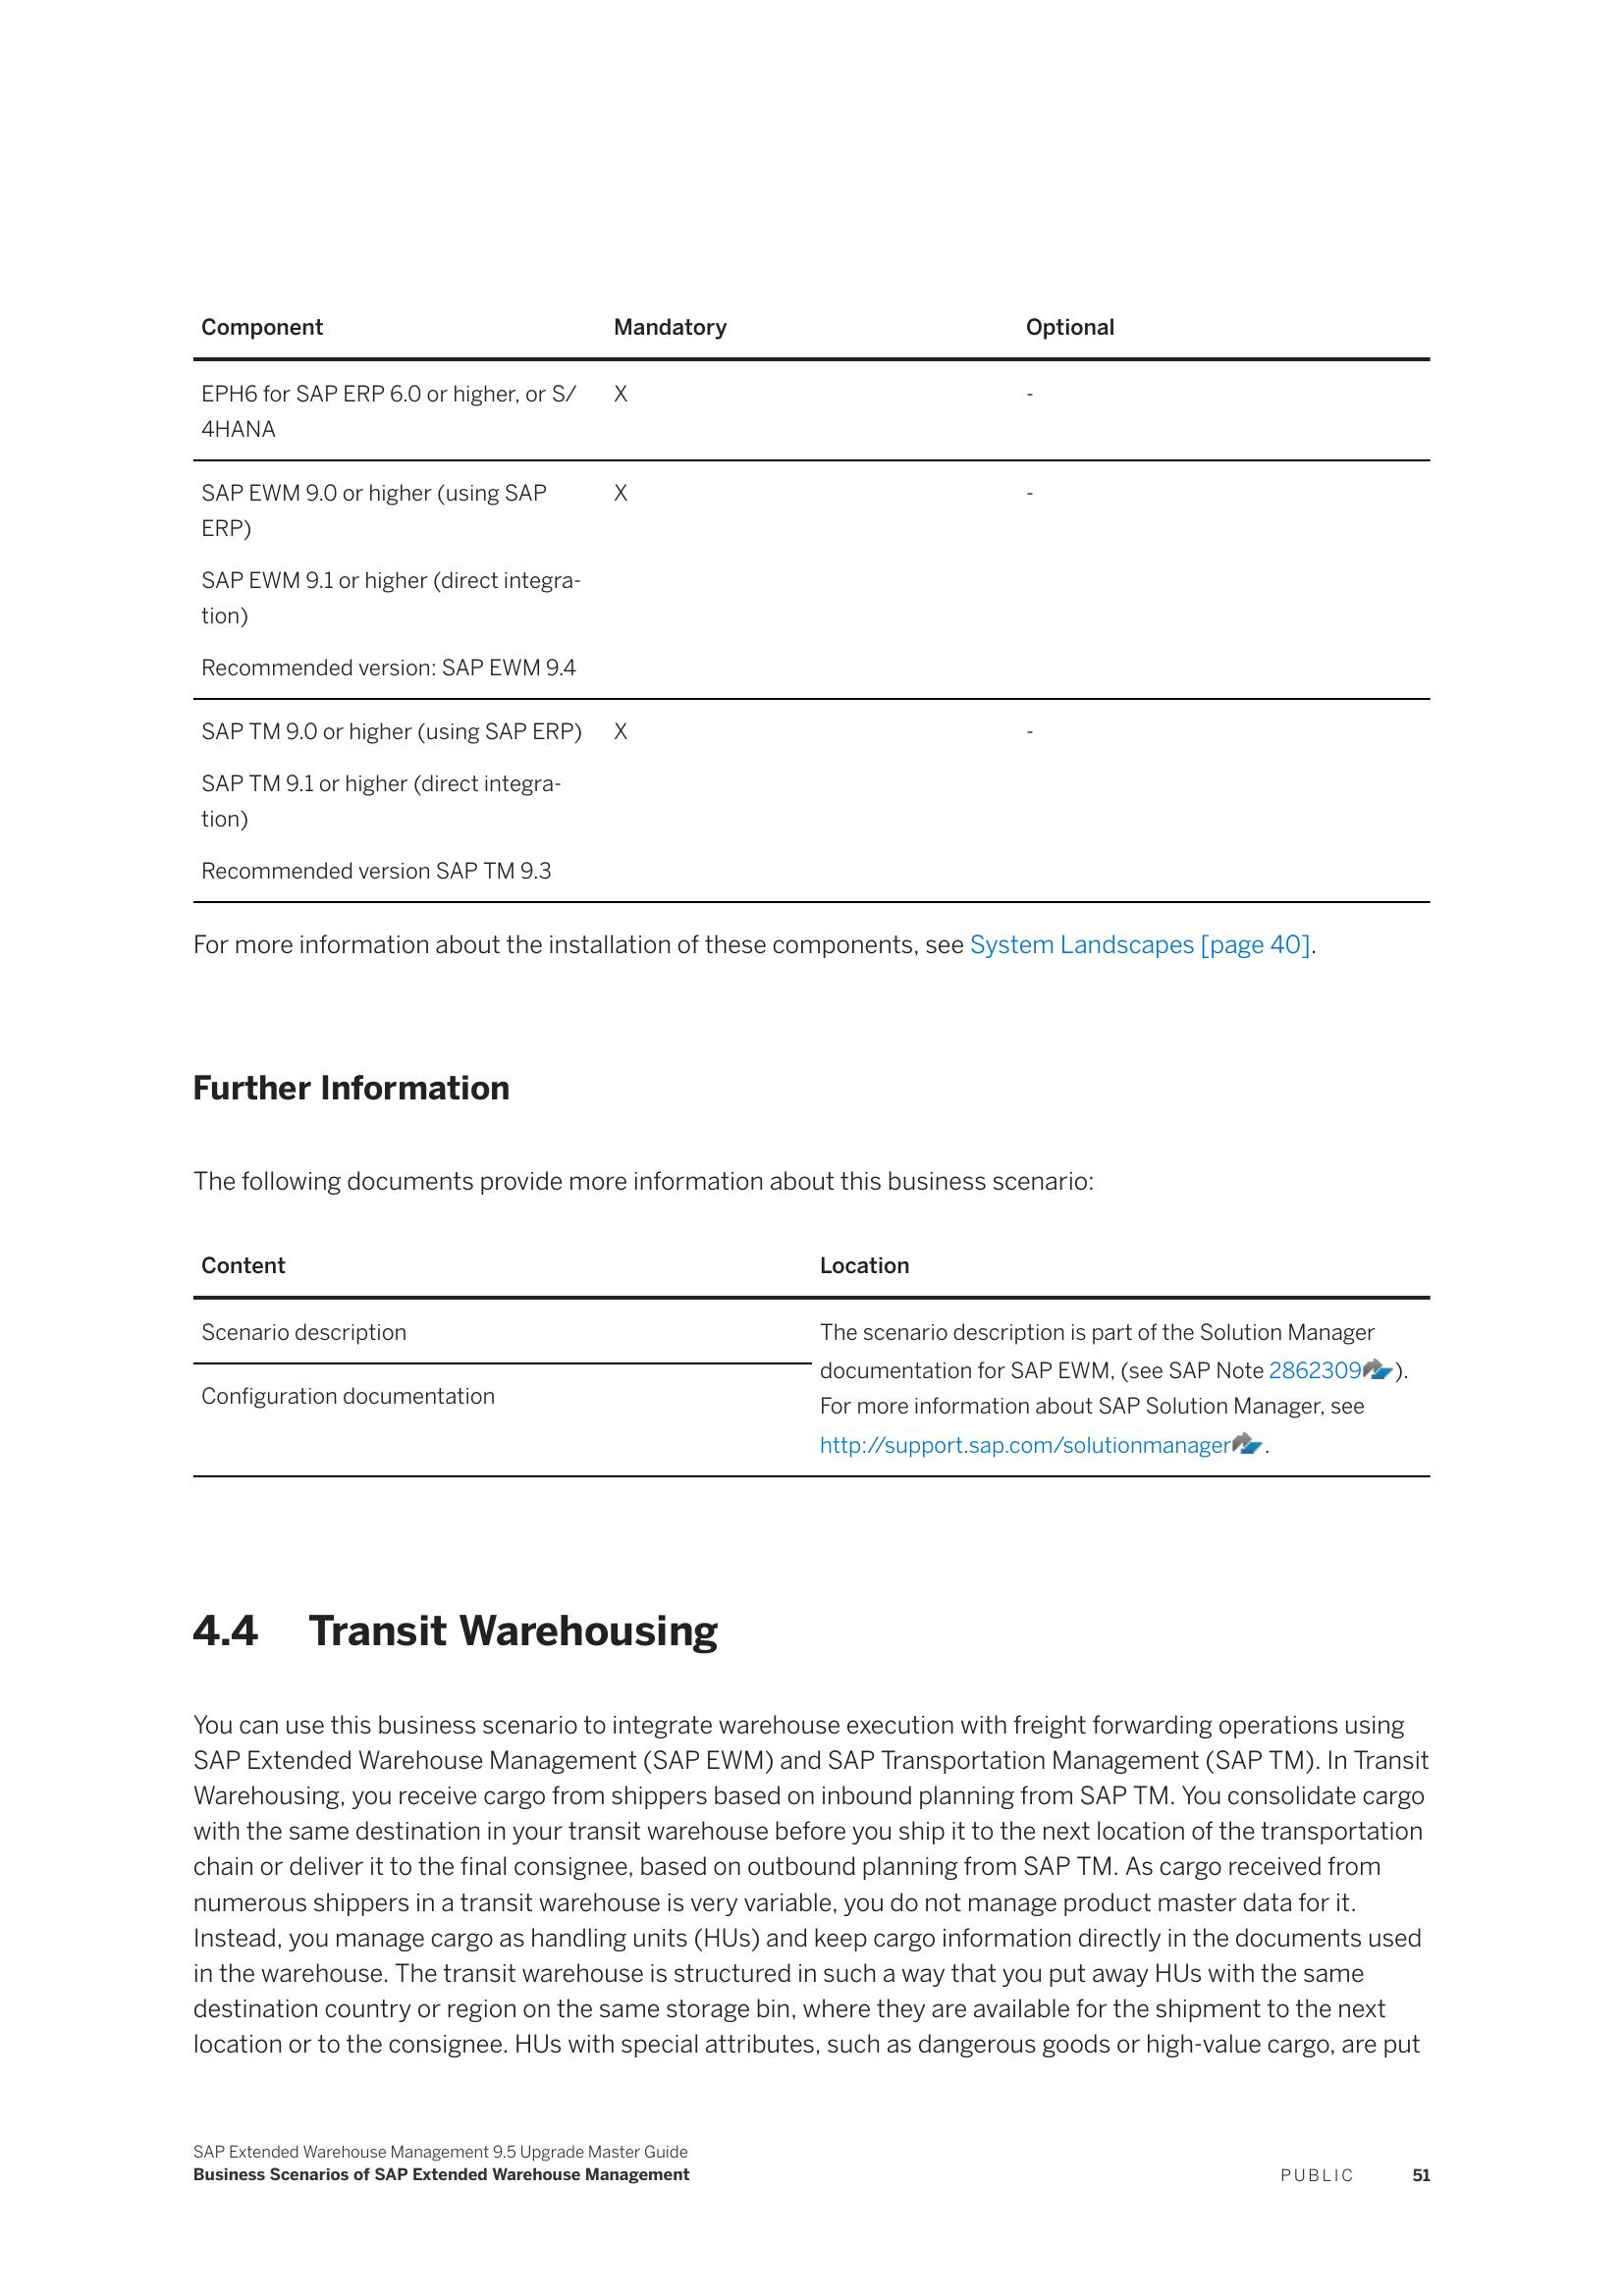 Component Mandatory Optional
EPH6 for SAP ERP 6.0 or higher, or S/ X -
4HANA
SAP EWM 9.0 or higher (using SAP X -
ERP)
SAP EWM 9.1 or higher (direct integra-
tion)
Recommended version: SAP EWM 9.4
SAP TM 9.0 or higher (using SAP ERP) X -
SAP TM 9.1 or higher (direct integra-
tion)
Recommended version SAP TM 9.3
For more information about the installation of these components, see System Landscapes [page 40].
Further Information
The following documents provide more information about this business scenario:
Content Location
Scenario description
Configuration documentation
The scenario description is part of the Solution Manager
documentation for SAP EWM, (see SAP Note 2862309).
For more information about SAP Solution Manager, see
http://support.sap.com/solutionmanager.
4.4 Transit Warehousing
You can use this business scenario to integrate warehouse execution with freight forwarding operations using
SAP Extended Warehouse Management (SAP EWM) and SAP Transportation Management (SAP TM). In Transit
Warehousing, you receive cargo from shippers based on inbound planning from SAP TM. You consolidate cargo
with the same destination in your transit warehouse before you ship it to the next location of the transportation
chain or deliver it to the final consignee, based on outbound planning from SAP TM. As cargo received from
numerous shippers in a transit warehouse is very variable, you do not manage product master data for it.
Instead, you manage cargo as handling units (HUs) and keep cargo information directly in the documents used
in the warehouse. The transit warehouse is structured in such a way that you put away HUs with the same
destination country or region on the same storage bin, where they are available for the shipment to the next
location or to the consignee. HUs with special attributes, such as dangerous goods or high-value cargo, are put
SAP Extended Warehouse Management 9.5 Upgrade Master Guide
Business Scenarios of SAP Extended Warehouse Management PUBLIC 51